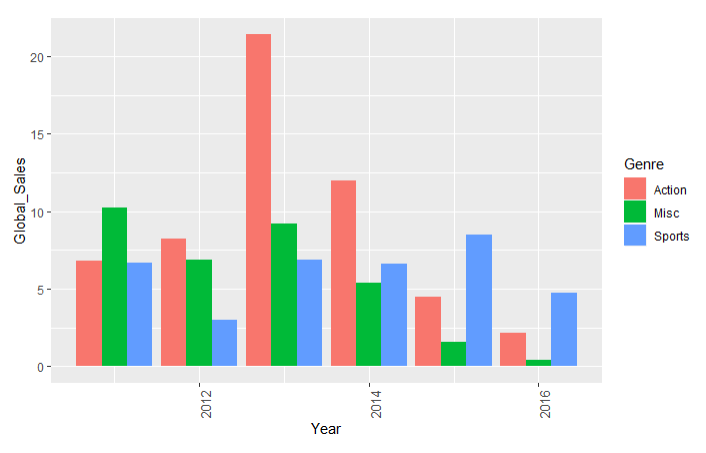 Global_Sales
20
15
10
5
0
2012
2014
2016
Year
Genre
Action
Misc
Sports